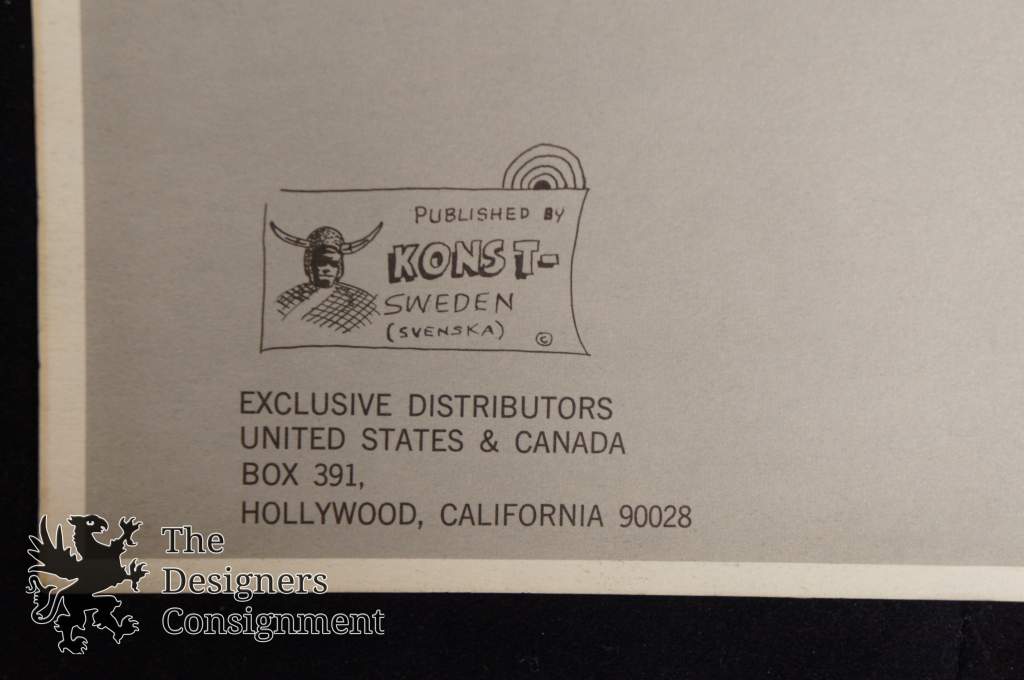 PUBLISHED BY
KONST-
SWEDEN
(SVENSKA)
©
EXCLUSIVE DISTRIBUTORS
UNITED STATES & CANADA
BOX 391,
HOLLYWOOD, CALIFORNIA 90028
The
Designers
Consignment